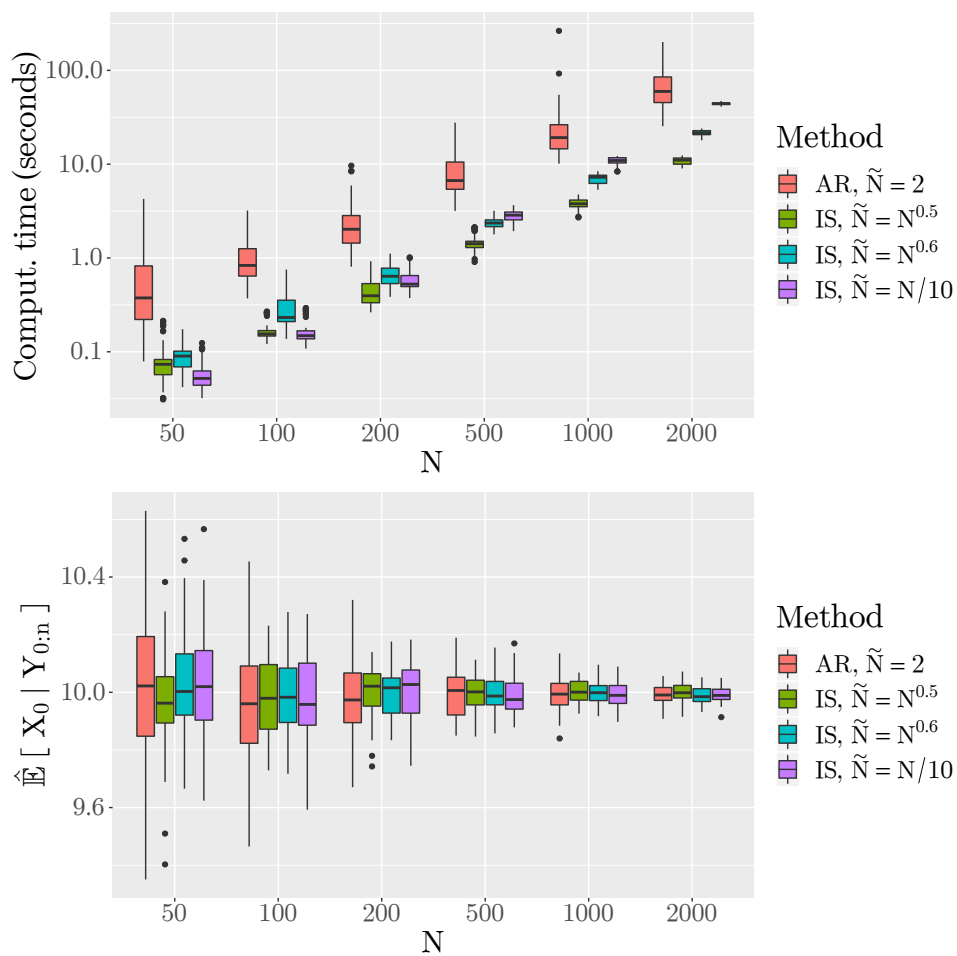 Comput. time (seconds)
100.0
10.0
1.0
0.1
50 100 200 500 1000 2000
N
Method
AR, Ñ = 2
IS, Ñ = N^0.5
IS, Ñ = N^0.6
IS, Ñ = N/10
𝔼̂ [ X₀ | Y₀:ₙ ]
10.4
10.0
9.6
50 100 200 500 1000 2000
N
Method
AR, Ñ = 2
IS, Ñ = N^0.5
IS, Ñ = N^0.6
IS, Ñ = N/10